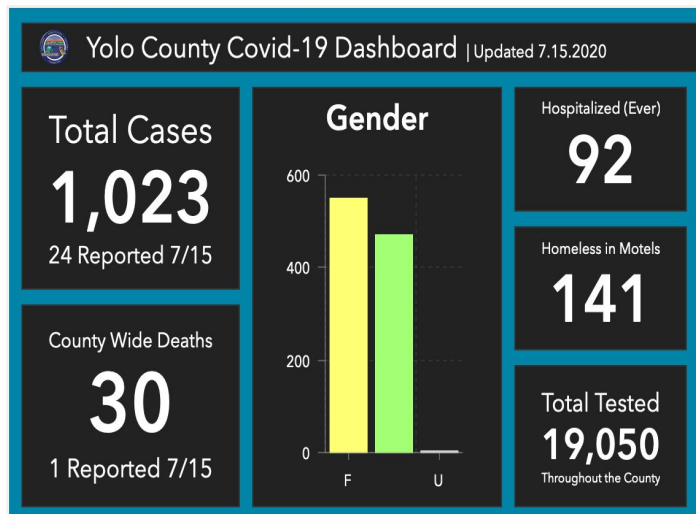 Yolo County Covid-19 Dashboard | Updated 7.15.2020
Total Cases
1,023
24 Reported 7/15
County Wide Deaths
30
1 Reported 7/15
Gender
600
400
200
0
F
U
Hospitalized (Ever)
92
Homeless in Motels
141
Total Tested
19,050
Throughout the County